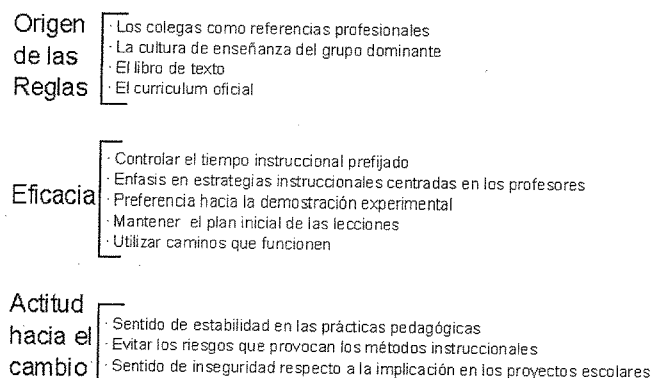 Origen
de las
Reglas
· Los colegas como referencias profesionales
· La cultura de enseñanza del grupo dominante
· El libro de texto
· El curriculum oficial
Eficacia
· Controlar el tiempo instruccional prefijado
· Enfasis en estrategias instruccionales centradas en los profesores
· Preferencia hacia la demostración experimental
· Mantener el plan inicial de las lecciones
· Utilizar caminos que funcionen
Actitud
hacia el
cambio
· Sentido de estabilidad en las prácticas pedagógicas
· Evitar los riesgos que provocan los métodos instruccionales
· Sentido de inseguridad respecto a la implicación en los proyectos escolares